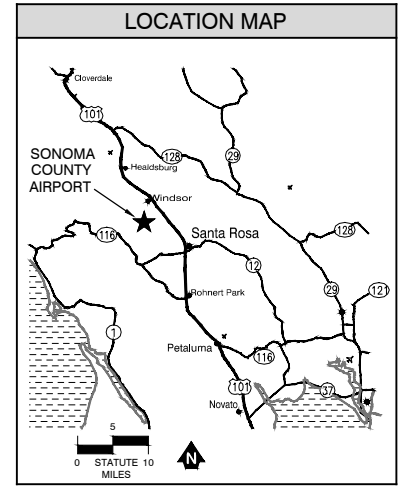 LOCATION MAP
Cloverdale
101
SONOMA
COUNTY
AIRPORT
128
29
Healdsburg
Windsor
116
128
Santa Rosa
12
29
121
Rohnert Park
1
Petaluma
116
101
37
Novato
5
0 STATUTE 10
MILES
N